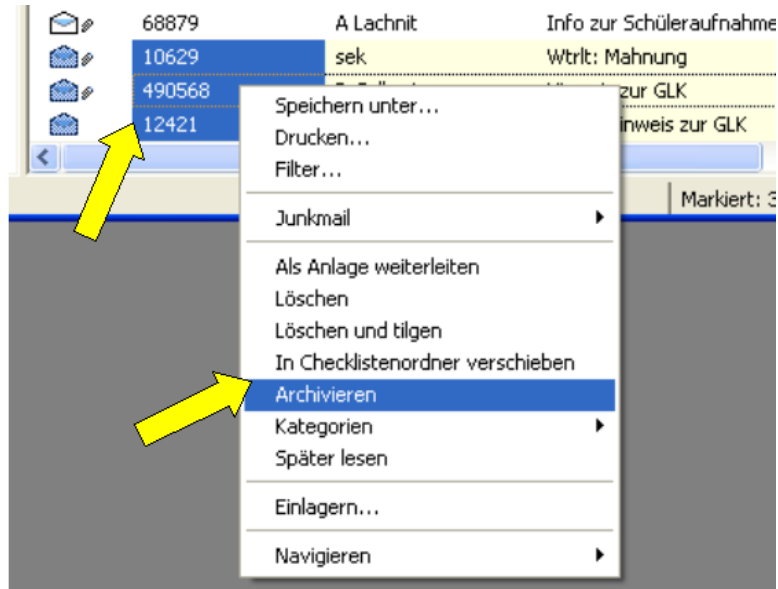 68879 A Lachnit Info zur Schüleraufnahme
10629 sek Wtrlt: Mahnung
490568 zur GLK
12421 inweis zur GLK
Markiert: 3
Speichern unter...
Drucken...
Filter...
Junkmail
Als Anlage weiterleiten
Löschen
Löschen und tilgen
In Checklistenordner verschieben
Archivieren
Kategorien
Später lesen
Einlagern...
Navigieren